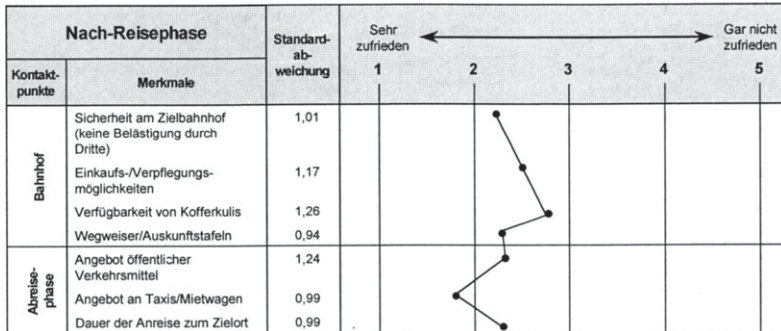 Nach-Reisephase
Standard-
ab-
weichung
Sehr
zufrieden
Gar nicht
zufrieden
1 2 3 4 5
Kontakt-
punkte
Merkmale
Bahnhof
Sicherheit am Zielbahnhof 1,01
(keine Belästigung durch
Dritte)
Einkaufs-/Verpflegungs- 1,17
möglichkeiten
Verfügbarkeit von Kofferkulis 1,26
Wegweiser/Auskunftstafeln 0,94
Abreise-
phase
Angebot öffentlicher 1,24
Verkehrsmittel
Angebot an Taxis/Mietwagen 0,99
Dauer der Anreise zum Zielort 0,99